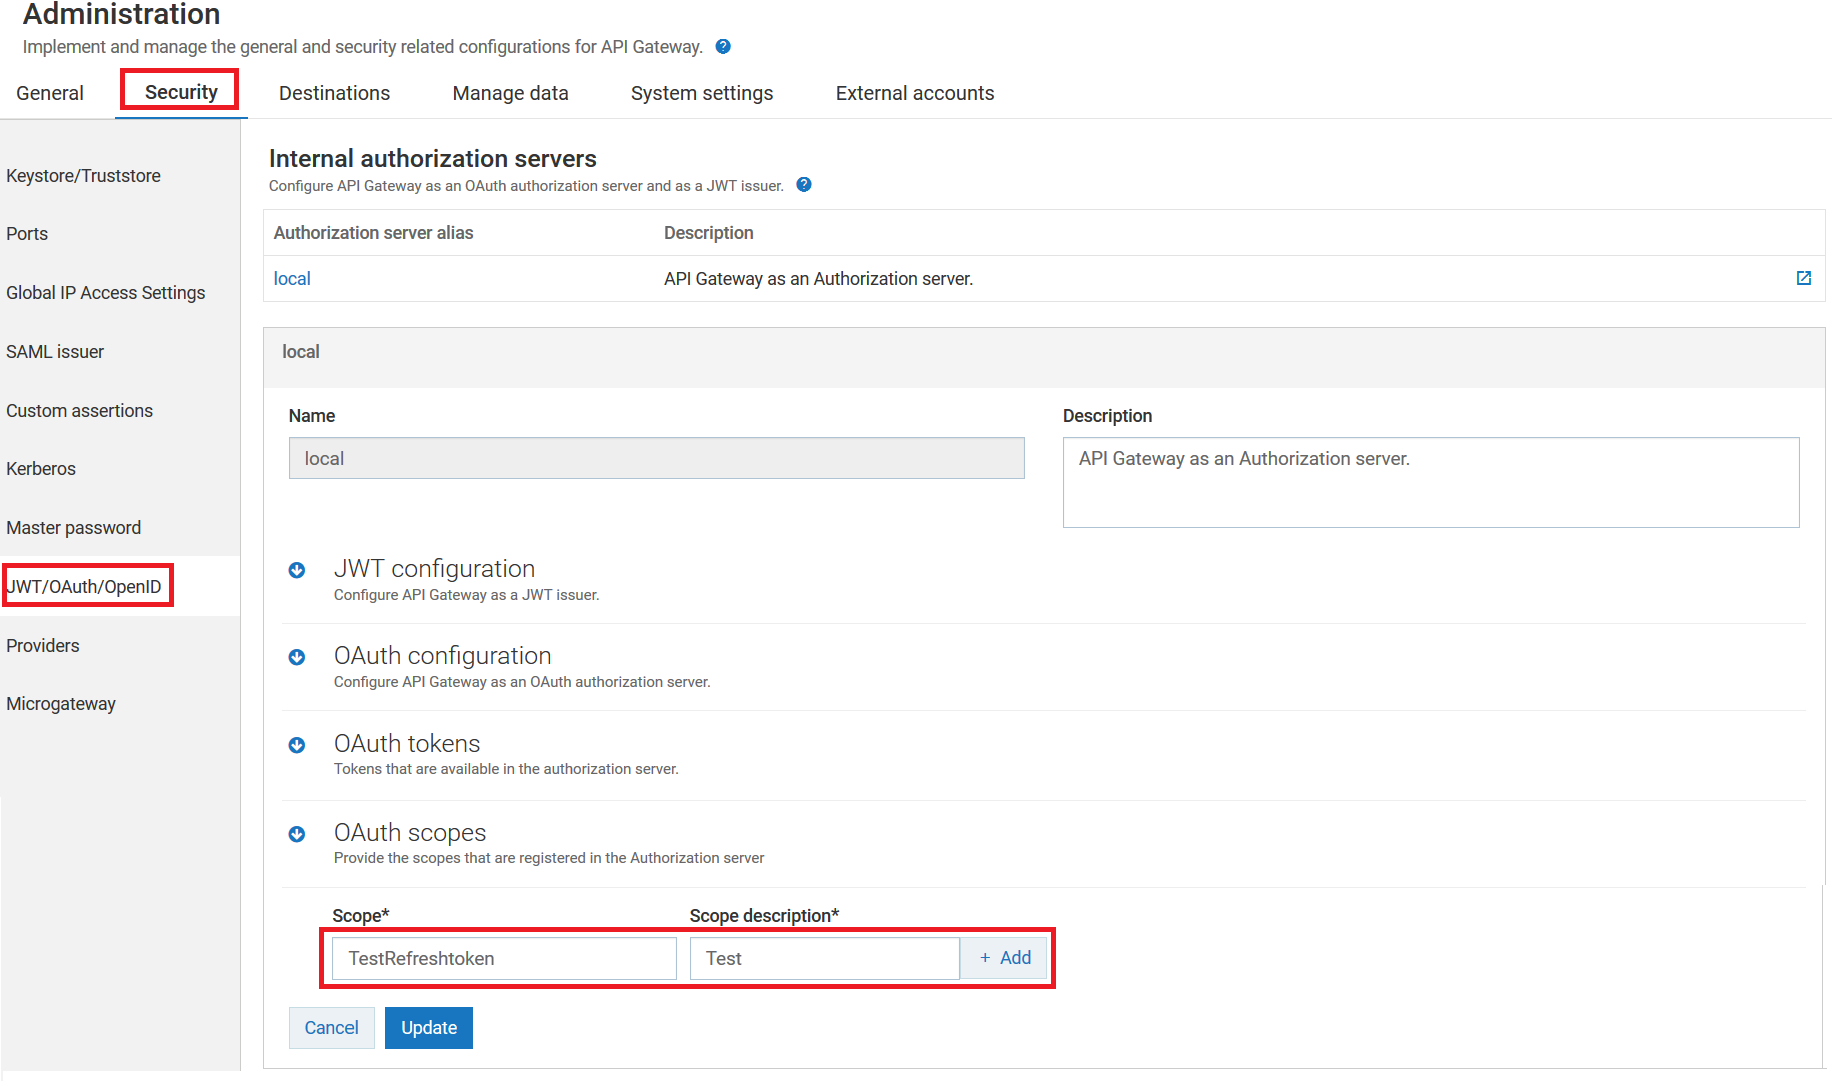 Administration
Implement and manage the general and security related configurations for API Gateway. ?
General Security Destinations Manage data System settings External accounts
Keystore/Truststore
Ports
Global IP Access Settings
SAML issuer
Custom assertions
Kerberos
Master password
JWT/OAuth/OpenID
Providers
Microgateway
Internal authorization servers
Configure API Gateway as an OAuth authorization server and as a JWT issuer. ?
Authorization server alias Description
local API Gateway as an Authorization server.
local
Name Description
local API Gateway as an Authorization server.
JWT configuration
Configure API Gateway as a JWT issuer.
OAuth configuration
Configure API Gateway as an OAuth authorization server.
OAuth tokens
Tokens that are available in the authorization server.
OAuth scopes
Provide the scopes that are registered in the Authorization server
Scope* Scope description*
TestRefreshtoken Test + Add
Cancel Update